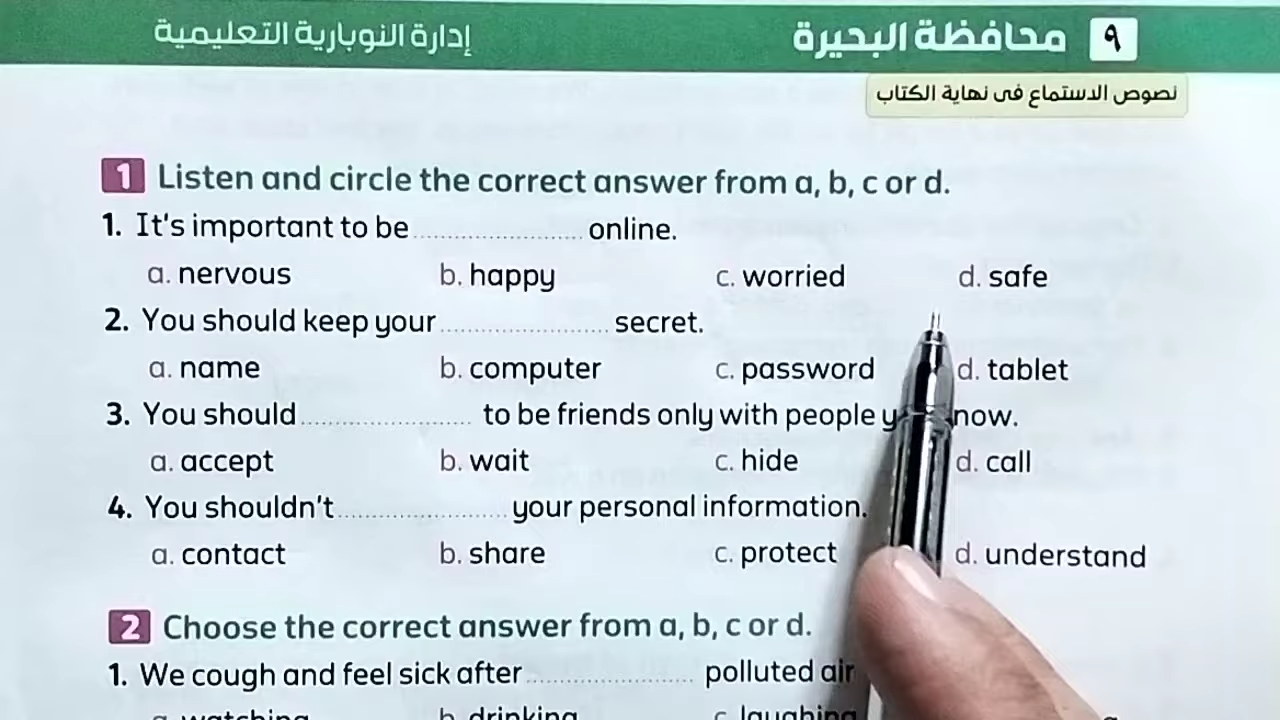 ٩ محافظة البحيرة إدارة النوبارية التعليمية
نصوص الاستماع فى نهاية الكتاب
1 Listen and circle the correct answer from a, b, c or d.
1. It's important to be ........................ online.
a. nervous b. happy c. worried d. safe
2. You should keep your ........................ secret.
a. name b. computer c. password d. tablet
3. You should ........................ to be friends only with people
a. accept b. wait c. hide d. call
4. You shouldn't ........................ your personal information.
a. contact b. share c. protect d. understand
2 Choose the correct answer from a, b, c or d.
1. We cough and feel sick after ........................ polluted air
a. watching b. drinking c. laughing